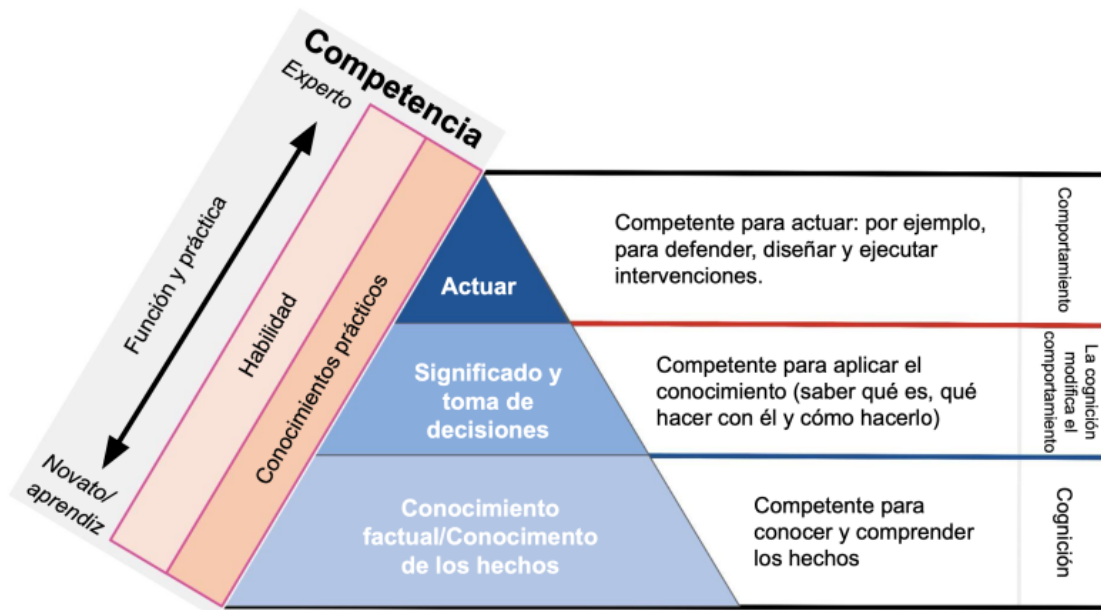 Competencia
Experto
Función y práctica
Novato/
aprendiz
Habilidad
Conocimientos prácticos
Actuar
Competente para actuar: por ejemplo,
para defender, diseñar y ejecutar
intervenciones.
Comportamiento
Significado y
toma de
decisiones
Competente para aplicar el
conocimiento (saber qué es, qué
hacer con él y cómo hacerlo)
La cognición
modifica el
comportamiento
Conocimiento
factual/Conocimento
de los hechos
Competente para
conocer y comprender
los hechos
Cognición